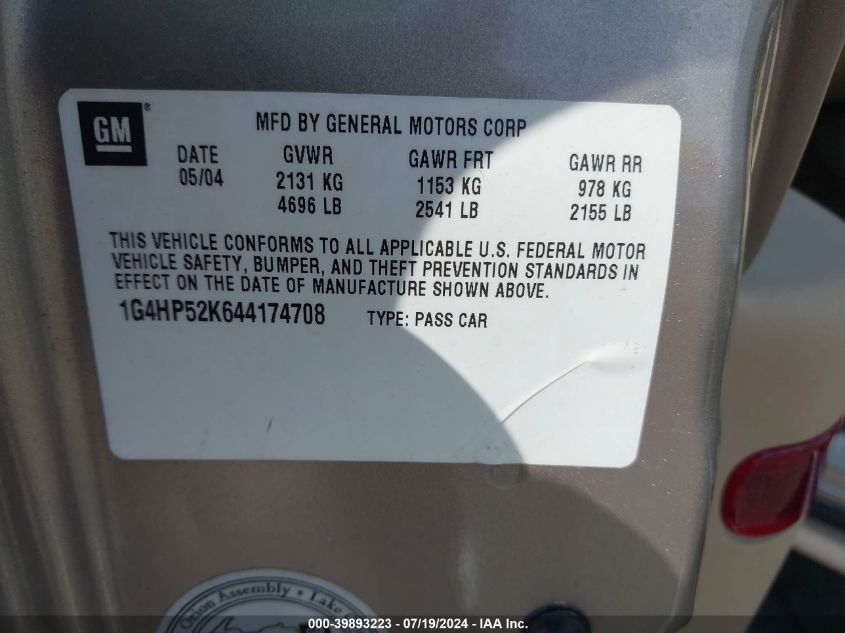 GM ®
MFD BY GENERAL MOTORS CORP
DATE GVWR GAWR FRT GAWR RR
05/04 2131 KG 1153 KG 978 KG
4696 LB 2541 LB 2155 LB
THIS VEHICLE CONFORMS TO ALL APPLICABLE U.S. FEDERAL MOTOR
VEHICLE SAFETY, BUMPER, AND THEFT PREVENTION STANDARDS IN
EFFECT ON THE DATE OF MANUFACTURE SHOWN ABOVE.
1G4HP52K644174708 TYPE: PASS CAR
Orion Assembly • Lake
000-39893223 - 07/19/2024 - IAA Inc.